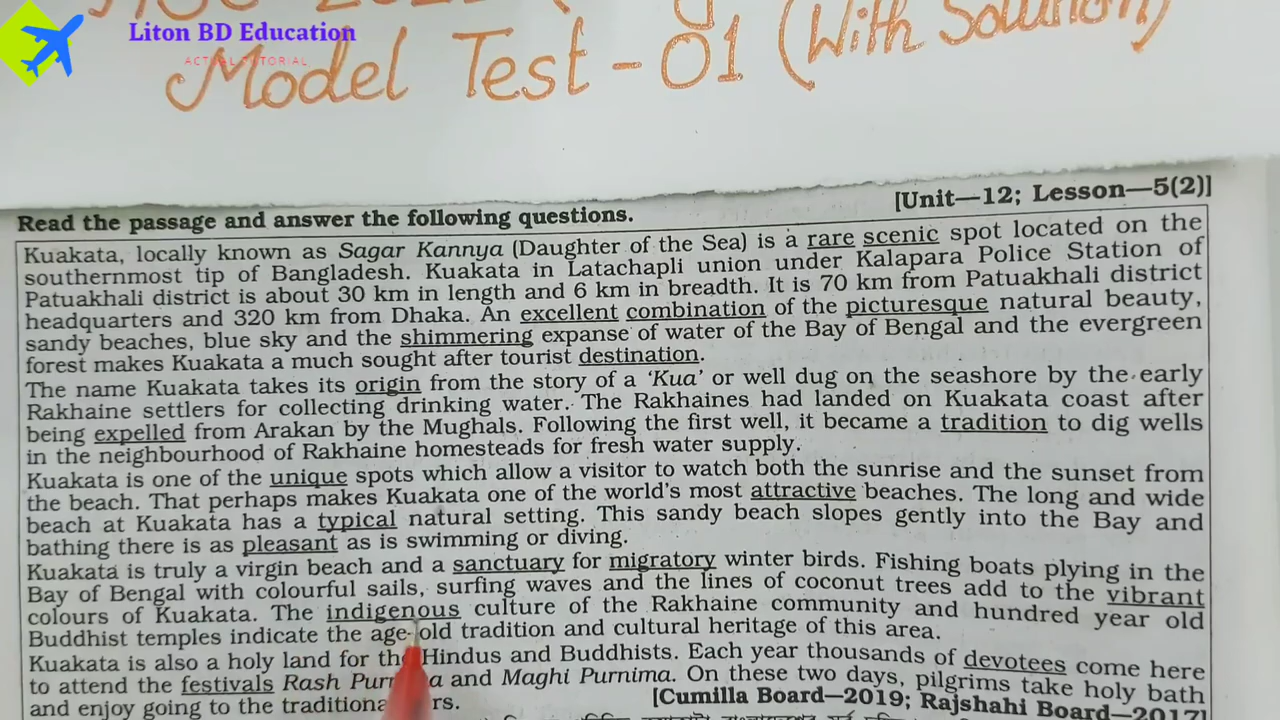 Liton BD Education
ACTUAL TUTORIAL
Model Test-01 (With Solution)
[Unit—12; Lesson—5(2)]
Read the passage and answer the following questions.
Kuakata, locally known as Sagar Kannya (Daughter of the Sea) is a rare scenic spot located on the
southernmost tip of Bangladesh. Kuakata in Latachapli union under Kalapara Police Station of
Patuakhali district is about 30 km in length and 6 km in breadth. It is 70 km from Patuakhali district
headquarters and 320 km from Dhaka. An excellent combination of the picturesque natural beauty,
sandy beaches, blue sky and the shimmering expanse of water of the Bay of Bengal and the evergreen
forest makes Kuakata a much sought after tourist destination.
The name Kuakata takes its origin from the story of a 'Kua' or well dug on the seashore by the early
Rakhaine settlers for collecting drinking water. The Rakhaines had landed on Kuakata coast after
being expelled from Arakan by the Mughals. Following the first well, it became a tradition to dig wells
in the neighbourhood of Rakhaine homesteads for fresh water supply.
Kuakata is one of the unique spots which allow a visitor to watch both the sunrise and the sunset from
the beach. That perhaps makes Kuakata one of the world's most attractive beaches. The long and wide
beach at Kuakata has a typical natural setting. This sandy beach slopes gently into the Bay and
bathing there is as pleasant as is swimming or diving.
Kuakata is truly a virgin beach and a sanctuary for migratory winter birds. Fishing boats plying in the
Bay of Bengal with colourful sails, surfing waves and the lines of coconut trees add to the vibrant
colours of Kuakata. The indigenous culture of the Rakhaine community and hundred year old
Buddhist temples indicate the age-old tradition and cultural heritage of this area.
Kuakata is also a holy land for the Hindus and Buddhists. Each year thousands of devotees come here
to attend the festivals Rash and Maghi Purnima. On these two days, pilgrims take holy bath
and enjoy going to the
[Cumilla Board—2019; Rajshahi Board—2017]